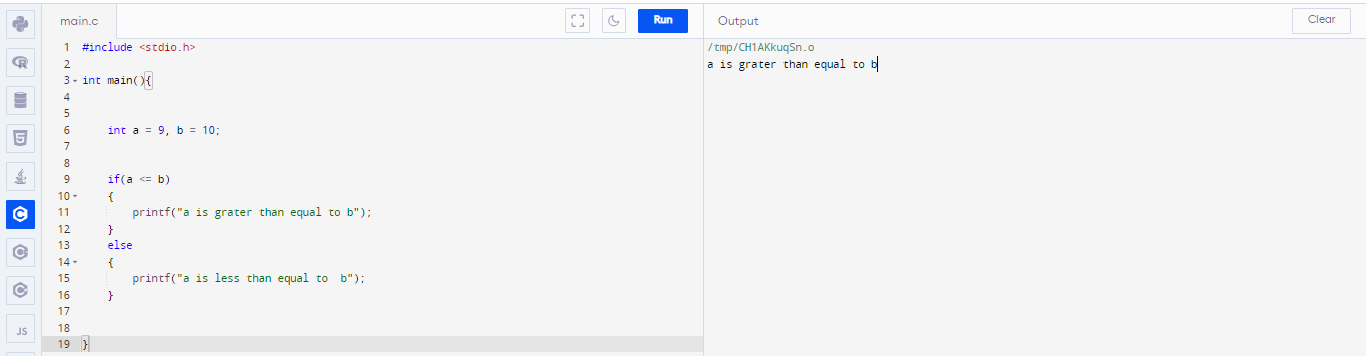 main.c
Run
Output
Clear
1 #include <stdio.h>
2
3 int main(){
4
5
6 int a = 9, b = 10;
7
8
9 if(a <= b)
10 {
11 printf("a is grater than equal to b");
12 }
13 else
14 {
15 printf("a is less than equal to  b");
16 }
17
18
19 }
/tmp/CH1AKkuqSn.o
a is grater than equal to b
R
5
C
C
C
JS